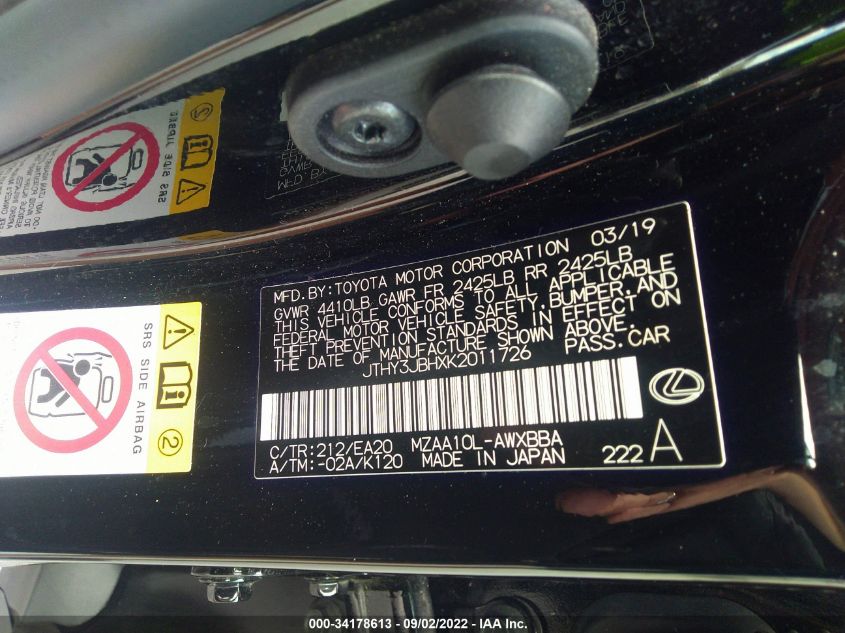 MFD. BY:TOYOTA MOTOR CORPORATION 03/19
GVWR 4410LB GAWR FR 2425LB RR 2425LB
THIS VEHICLE CONFORMS TO ALL APPLICABLE
FEDERAL MOTOR VEHICLE SAFETY,BUMPER,AND
THEFT PREVENTION STANDARDS IN EFFECT ON
THE DATE OF MANUFACTURE SHOWN ABOVE.
JTHY3JBHXK2011726 PASS.CAR
C/TR:212/EA20 MZAA10L-AWXBBA
A/TM:-02A/K120 MADE IN JAPAN 222 A
SRS SIDE AIRBAG
2
000-34178613 - 09/02/2022 - IAA Inc.